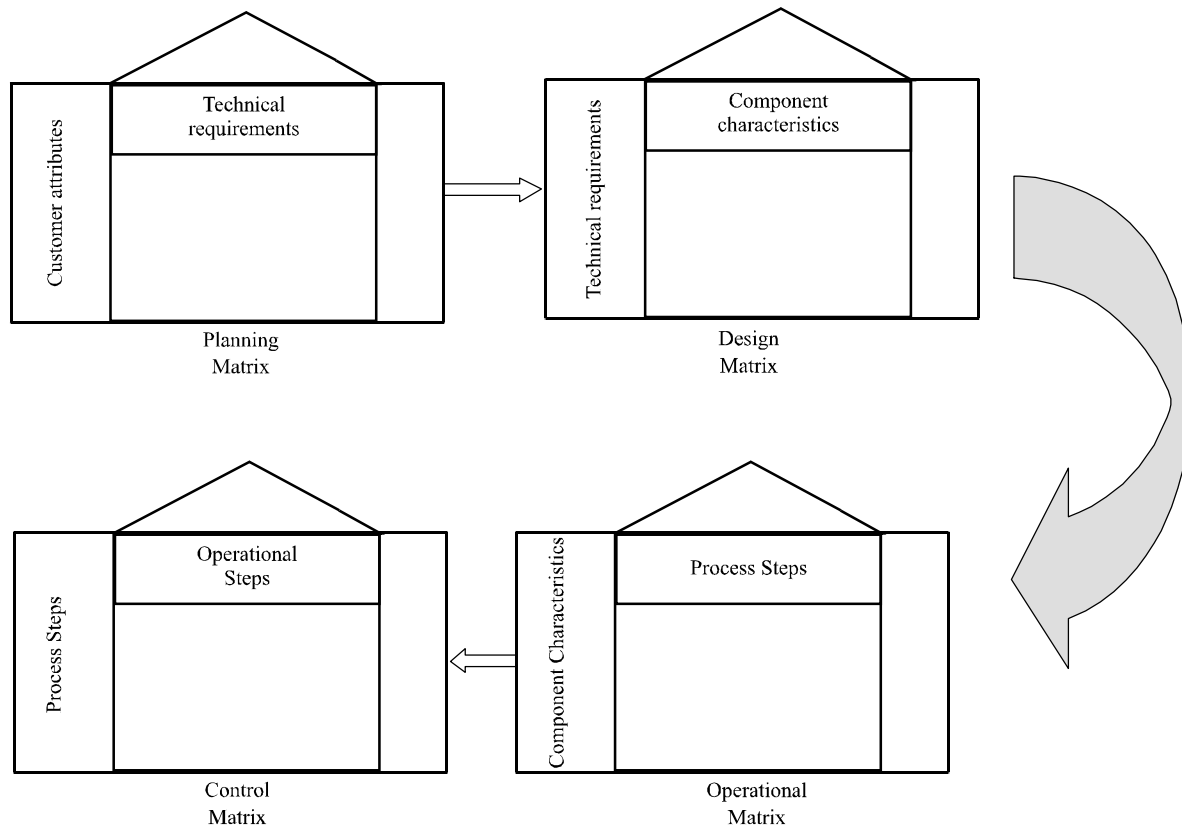 Customer attributes
Technical
requirements
Planning
Matrix
Technical requirements
Component
characteristics
Design
Matrix
Process Steps
Operational
Steps
Control
Matrix
Component Characteristics
Process Steps
Operational
Matrix